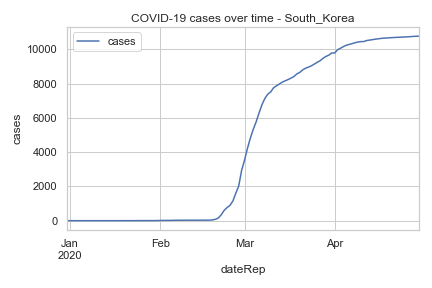 COVID-19 cases over time - South_Korea
cases
10000
8000
6000
4000
2000
0
cases
Jan Feb Mar Apr
2020
dateRep